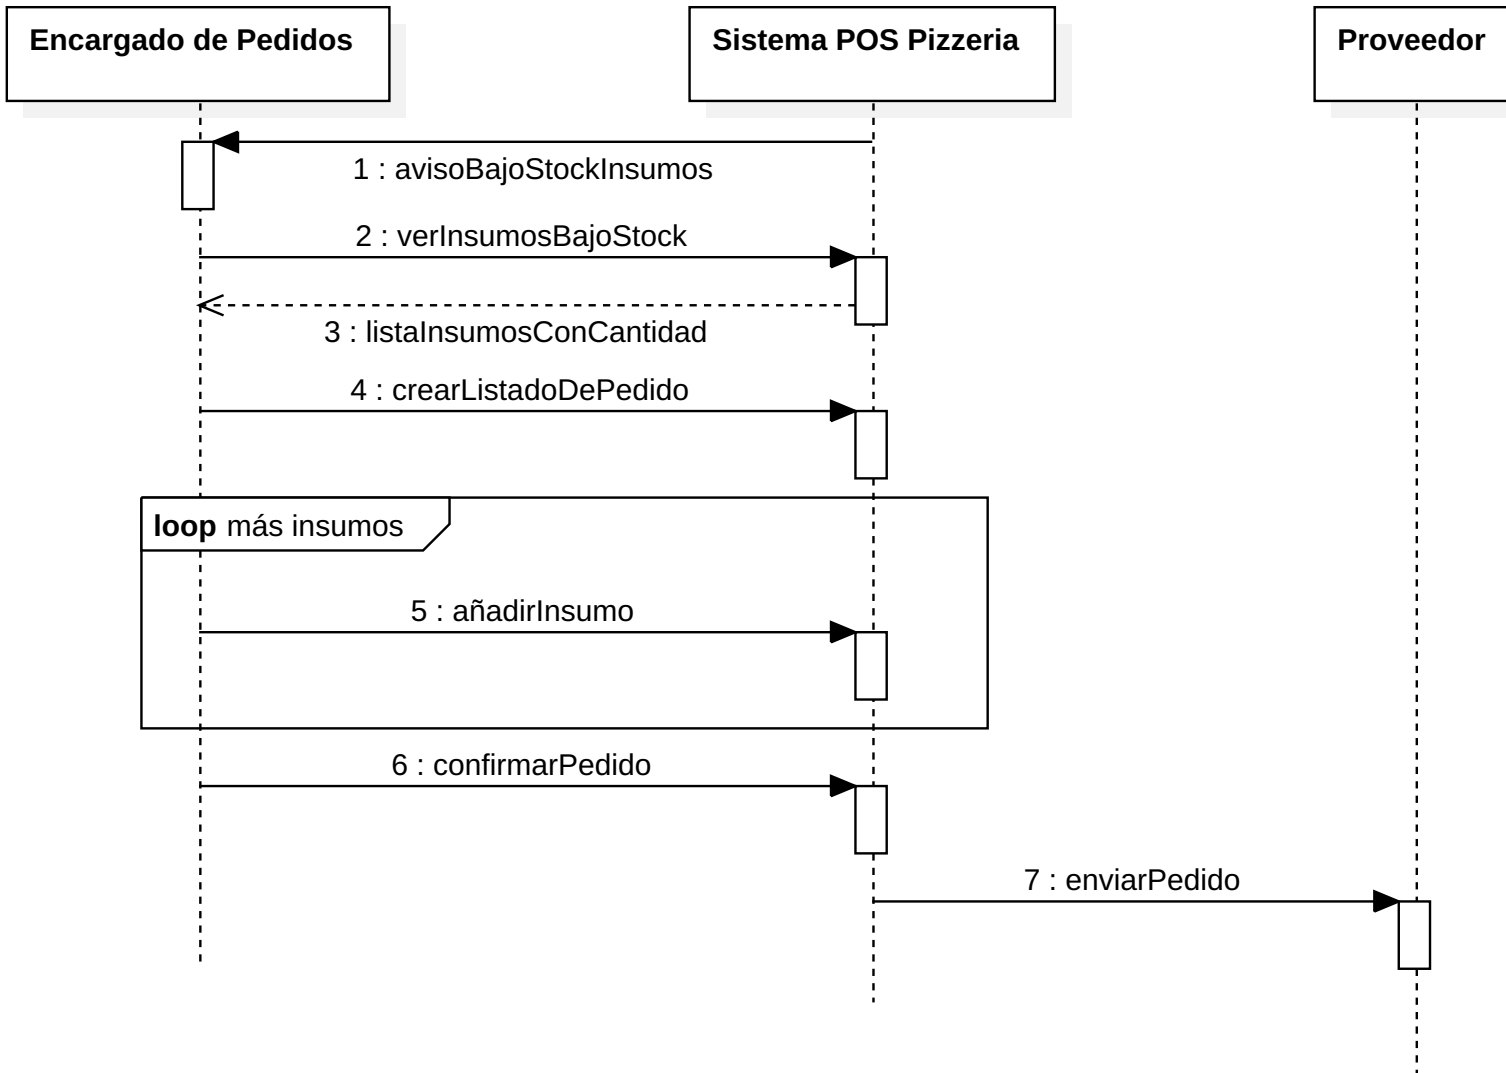 Encargado de Pedidos
Sistema POS Pizzeria
Proveedor
1 : avisoBajoStockInsumos
2 : verInsumosBajoStock
3 : listaInsumosConCantidad
4 : crearListadoDePedido
loop más insumos
5 : añadirInsumo
6 : confirmarPedido
7 : enviarPedido